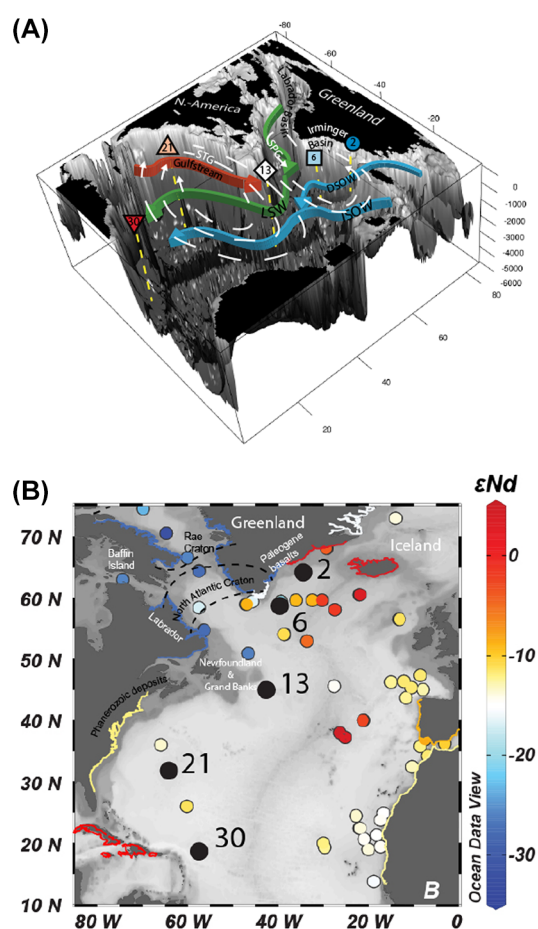 (A)
-80
-60
-40
-20
Labrador Basin
Greenland
N.-America
Irminger
Basin
21
STG
Gulfstream
SPG
13
6
2
DSOW
ISOW
LSW
30
0
-1000
-2000
-3000
-4000
-5000
-6000
80
60
40
20
(B)
εNd
70 N
60 N
50 N
40 N
30 N
20 N
10 N
Greenland
Iceland
Rae
Craton
Baffin
Island
Paleogene
basalts
North Atlantic Craton
Labrador
Newfoundland
&
Grand Banks
Phanerozoic deposits
2
6
13
21
30
B
0
-10
-20
-30
Ocean Data View
80 W
60 W
40 W
20 W
0